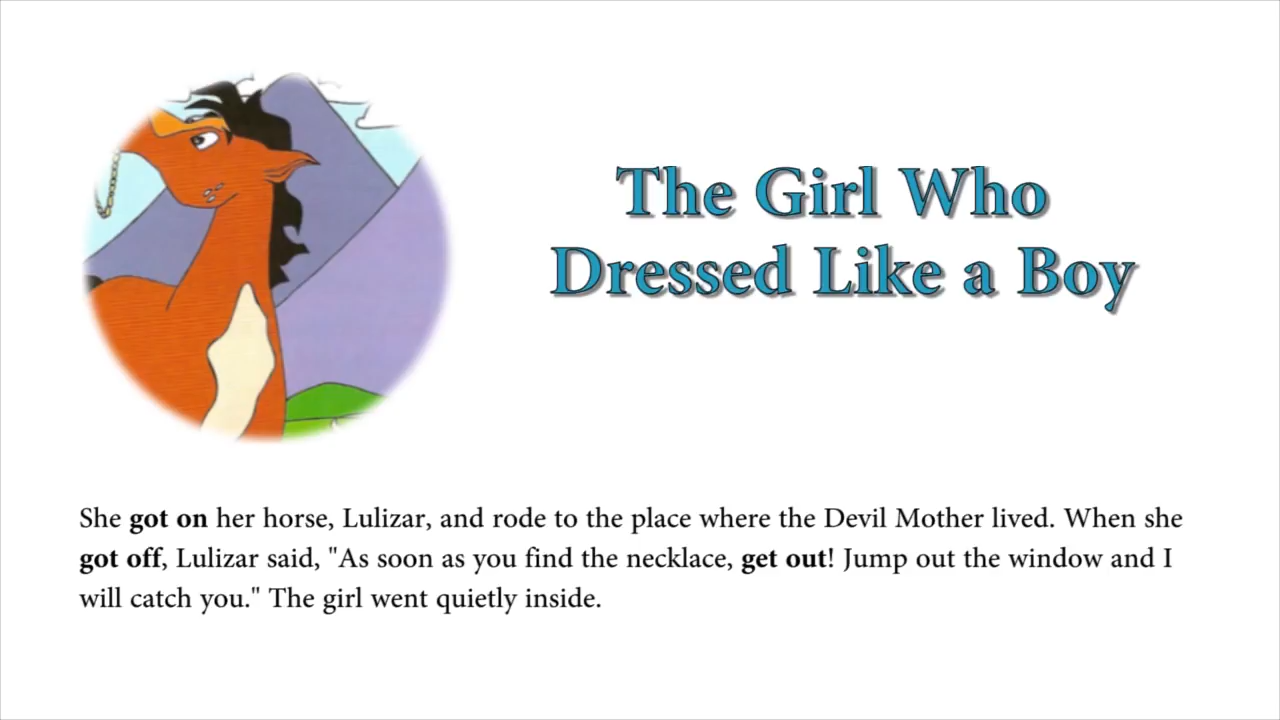 The Girl Who
Dressed Like a Boy
She got on her horse, Lulizar, and rode to the place where the Devil Mother lived. When she
got off, Lulizar said, "As soon as you find the necklace, get out! Jump out the window and I
will catch you." The girl went quietly inside.